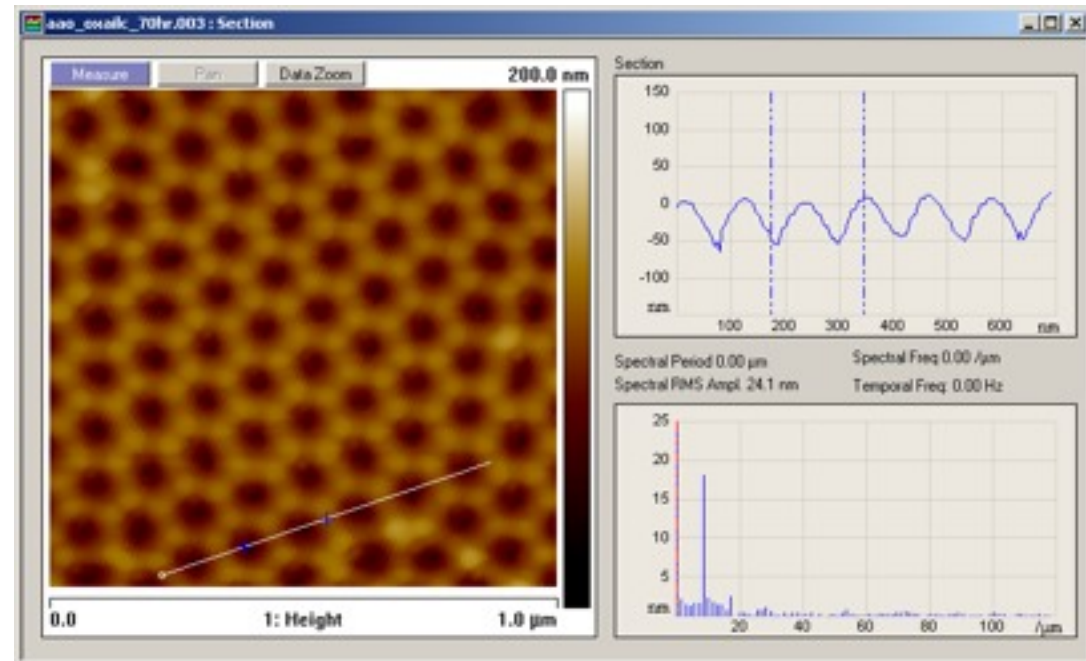 aao_oxailc_70hr.003 : Section
Measure Pan Data Zoom 200.0 nm
0.0 1: Height 1.0 µm
Section
150
100
50
0
-50
-100
nm
100 200 300 400 500 600 nm
Spectral Period 0.00 µm Spectral Freq 0.00 /µm
Spectral RMS Ampl. 24.1 nm Temporal Freq: 0.00 Hz
25
20
15
10
5
nm
20 40 60 80 100 /µm